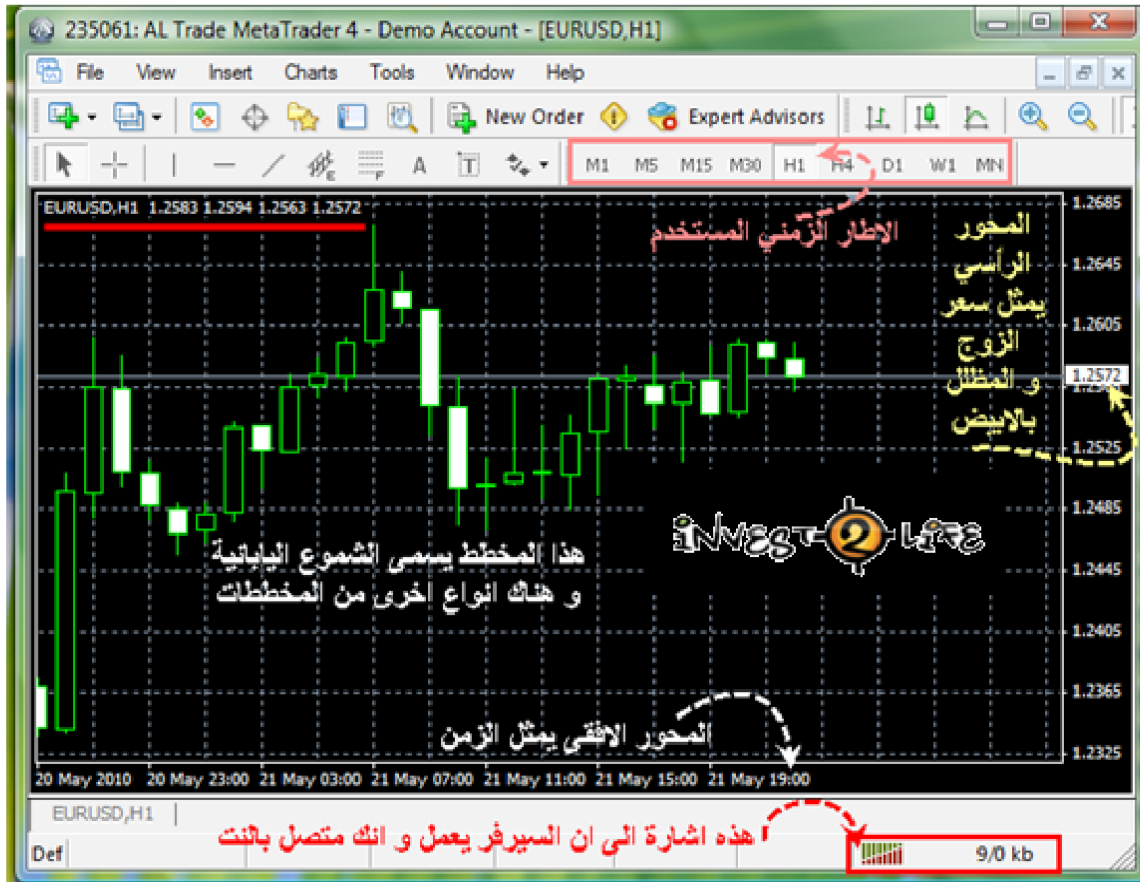 235061: AL Trade MetaTrader 4 - Demo Account - [EURUSD,H1]
File View Insert Charts Tools Window Help
New Order Expert Advisors
A T M1 M5 M15 M30 H1 H4 D1 W1 MN
EURUSD,H1 1.2583 1.2594 1.2563 1.2572
الاطار الزمني المستخدم
المحور
الرأسي
يمثل سعر
الزوج
و المظلل
بالابيض
1.2685
1.2645
1.2605
1.2572
1.2525
1.2485
1.2445
1.2405
1.2365
1.2325
iNVEST-2-LiFE
هذا المخطط يسمى الشموع اليابانية
و هناك انواع اخرى من المخططات
المحور الافقي يمثل الزمن
20 May 2010 20 May 23:00 21 May 03:00 21 May 07:00 21 May 11:00 21 May 15:00 21 May 19:00
EURUSD,H1
هذه اشارة الى ان السيرفر يعمل و انك متصل بالنت
Def 9/0 kb